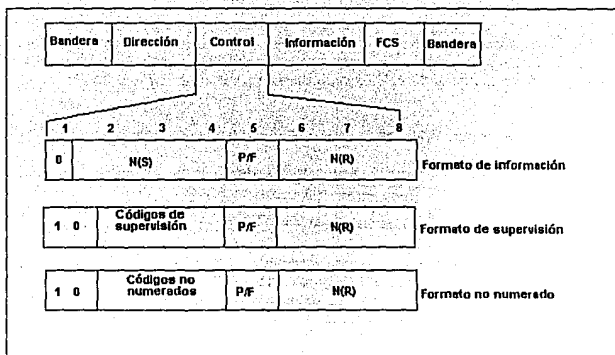 Bandera Dirección Control Información FCS Bandera
1 2 3 4 5 6 7 8
0 N(S) P/F N(R) Formato de información
1 0 Códigos de supervisión P/F N(R) Formato de supervisión
1 0 Códigos no numerados P/F N(R) Formato no numerado